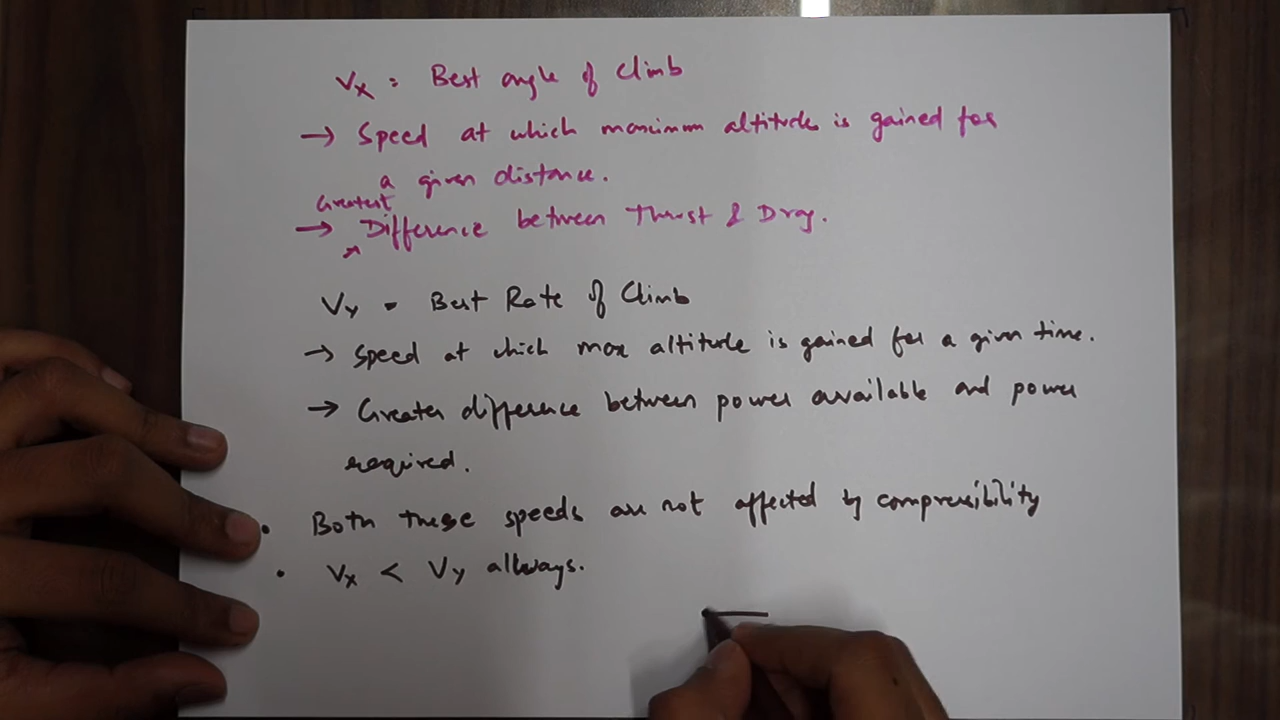 Vx = Best angle of Climb
→ Speed at which maximum altitude is gained for
a given distance.
Greatest
→ Difference between Thrust & Drag.
Vy = Best Rate of Climb
→ Speed at which max altitude is gained for a given time.
→ Greater difference between power available and power
required.
• Both these speeds are not affected by compressibility
• Vx < Vy allways.